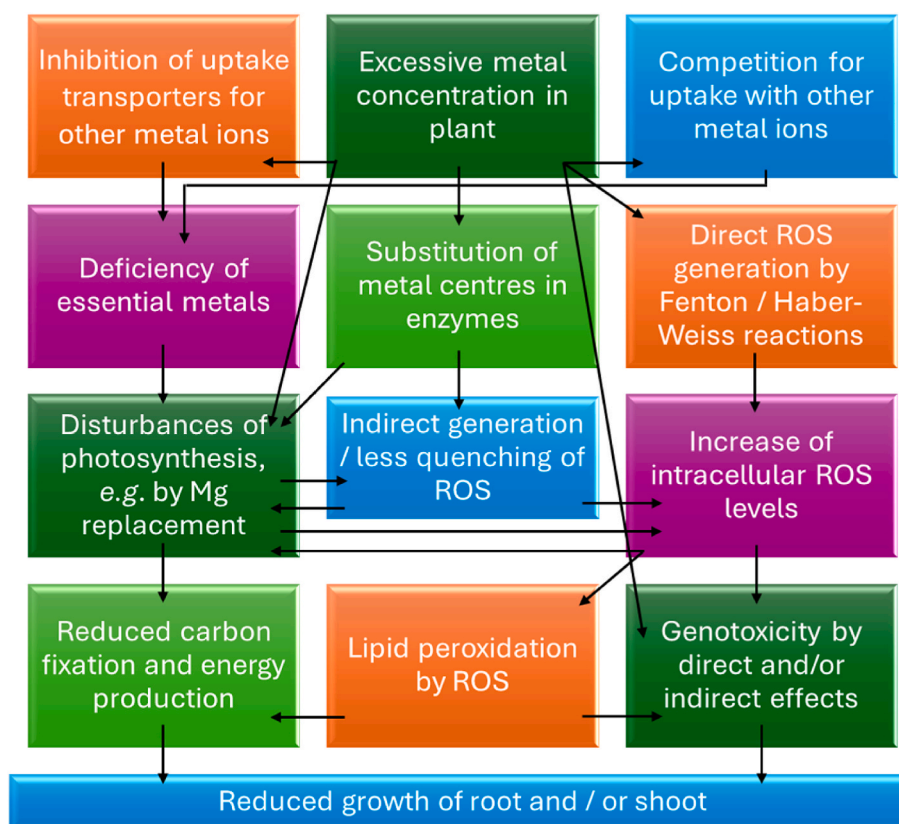 Inhibition of uptake
transporters for
other metal ions
Excessive metal
concentration in
plant
Competition for
uptake with other
metal ions
Deficiency of
essential metals
Substitution of
metal centres in
enzymes
Direct ROS
generation by
Fenton / Haber-
Weiss reactions
Disturbances of
photosynthesis,
e.g. by Mg
replacement
Indirect generation
/ less quenching of
ROS
Increase of
intracellular ROS
levels
Reduced carbon
fixation and energy
production
Lipid peroxidation
by ROS
Genotoxicity by
direct and/or
indirect effects
Reduced growth of root and / or shoot